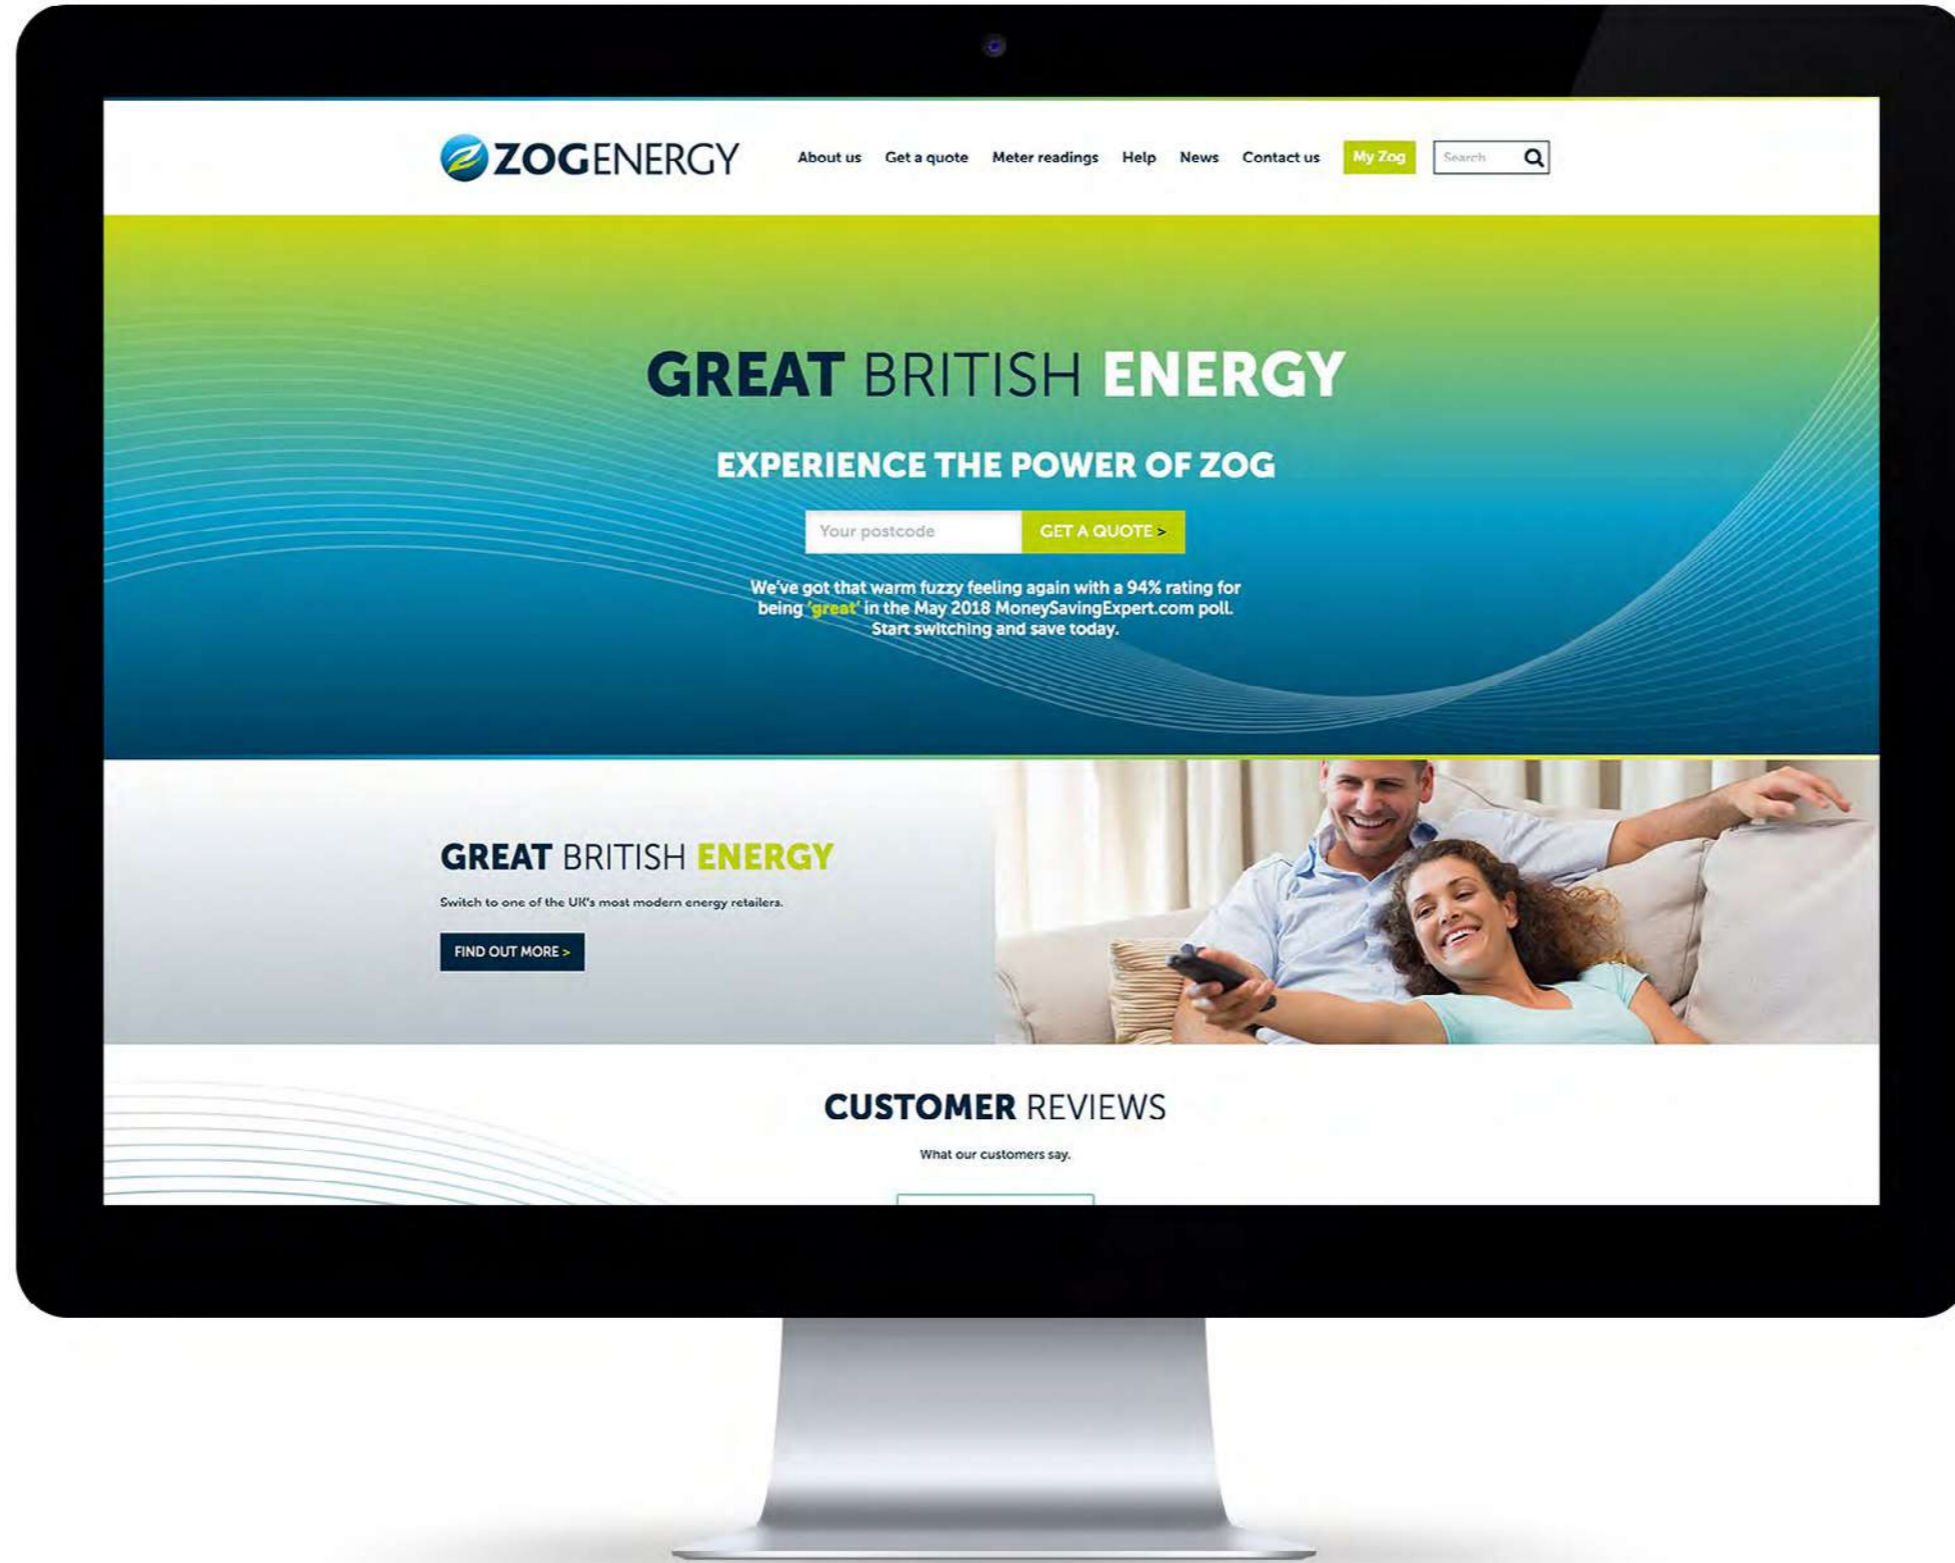 ZOGENERGY
About us Get a quote Meter readings Help News Contact us My Zog Search
GREAT BRITISH ENERGY
EXPERIENCE THE POWER OF ZOG
Your postcode GET A QUOTE >
We've got that warm fuzzy feeling again with a 94% rating for
being 'great' in the May 2018 MoneySavingExpert.com poll.
Start switching and save today.
GREAT BRITISH ENERGY
Switch to one of the UK's most modern energy retailers.
FIND OUT MORE >
CUSTOMER REVIEWS
What our customers say.